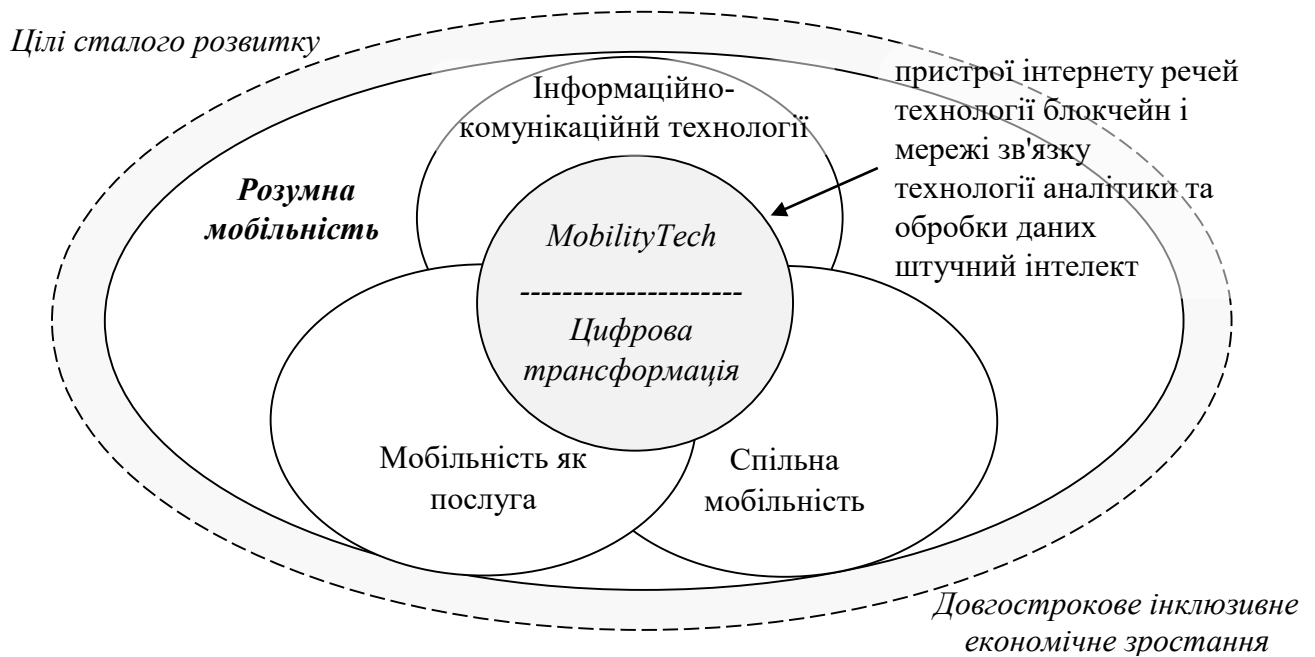 Цілі сталого розвитку
Інформаційно-
комунікаційнй технології
пристрої інтернету речей
технології блокчейн і
мережі зв'язку
технології аналітики та
обробки даних
штучний інтелект
Розумна
мобільність
MobilityTech
---------------------
Цифрова
трансформація
Мобільність як
послуга
Спільна
мобільність
Довгострокове інклюзивне
економічне зростання